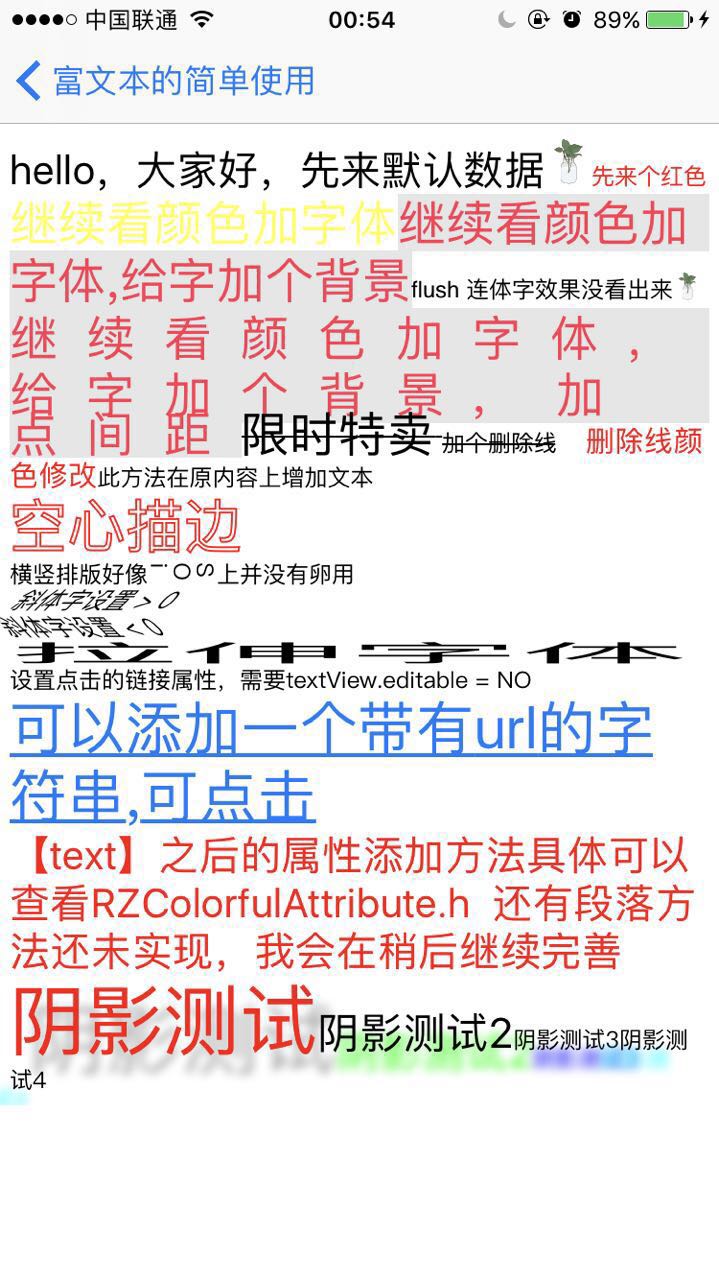 中国联通 00:54 89%
富文本的简单使用
hello，大家好，先来默认数据 先来个红色
继续看颜色加字体继续看颜色加
字体,给字加个背景flush 连体字效果没看出来
继续看颜色加字体，
给字加个背景，加
点间距限时特卖 加个删除线 删除线颜
色修改此方法在原内容上增加文本
空心描边
横竖排版好像iOS上并没有卵用
斜体字设置 > 0
斜体字设置 < 0
拉伸字体
设置点击的链接属性，需要textView.editable = NO
可以添加一个带有url的字
符串,可点击
【text】之后的属性添加方法具体可以
查看RZColorfulAttribute.h 还有段落方
法还未实现，我会在稍后继续完善
阴影测试阴影测试2阴影测试3阴影测
试4